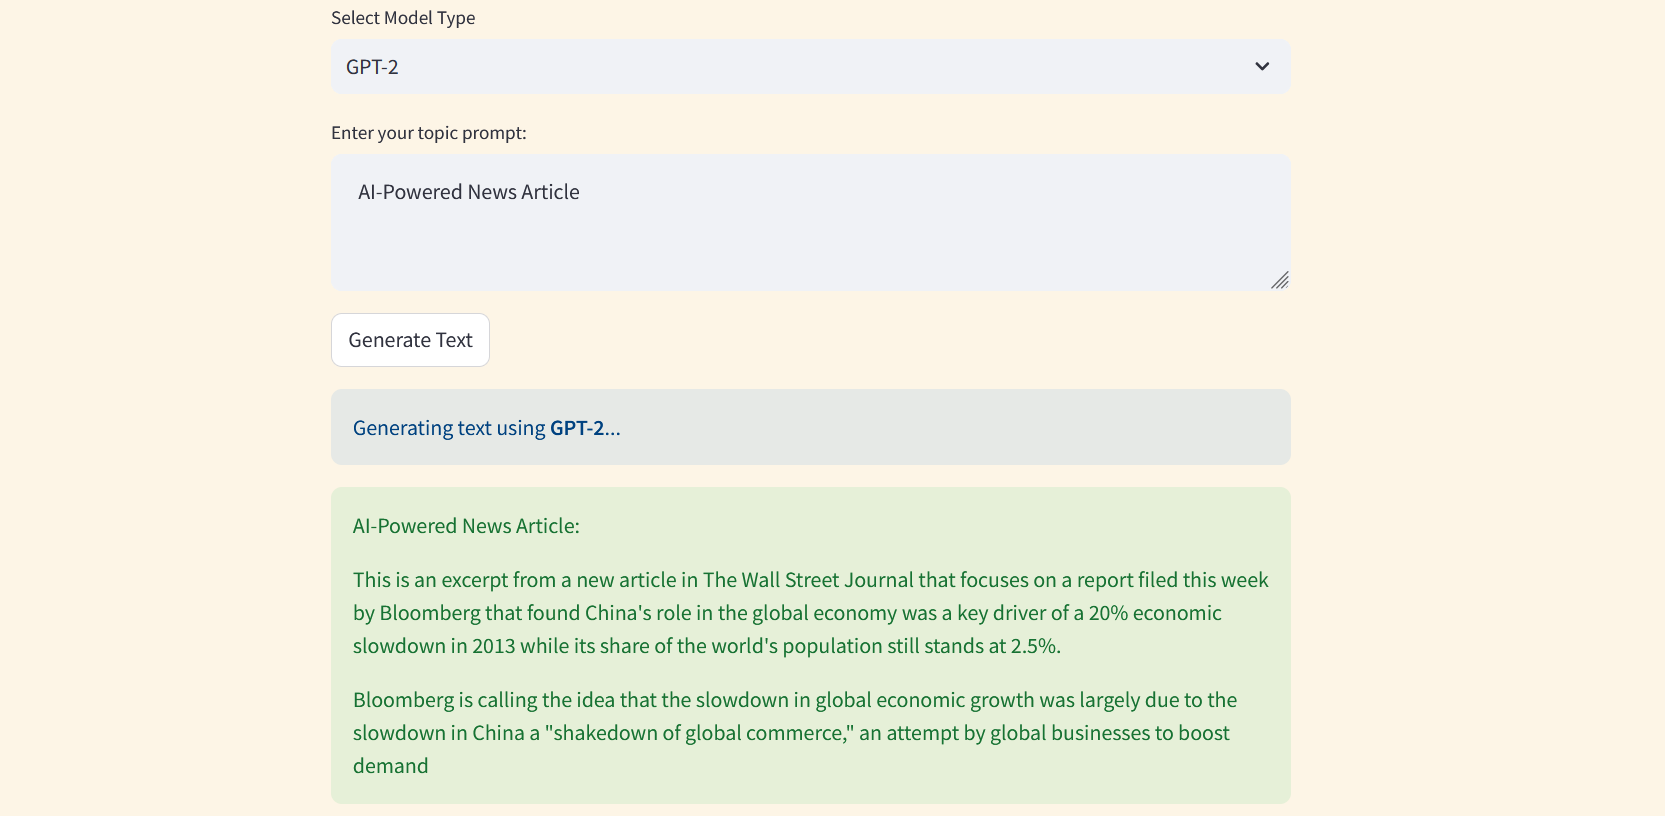 Select Model Type
GPT-2
Enter your topic prompt:
AI-Powered News Article
Generate Text
Generating text using GPT-2...
AI-Powered News Article:
This is an excerpt from a new article in The Wall Street Journal that focuses on a report filed this week
by Bloomberg that found China's role in the global economy was a key driver of a 20% economic
slowdown in 2013 while its share of the world's population still stands at 2.5%.
Bloomberg is calling the idea that the slowdown in global economic growth was largely due to the
slowdown in China a "shakedown of global commerce," an attempt by global businesses to boost
demand